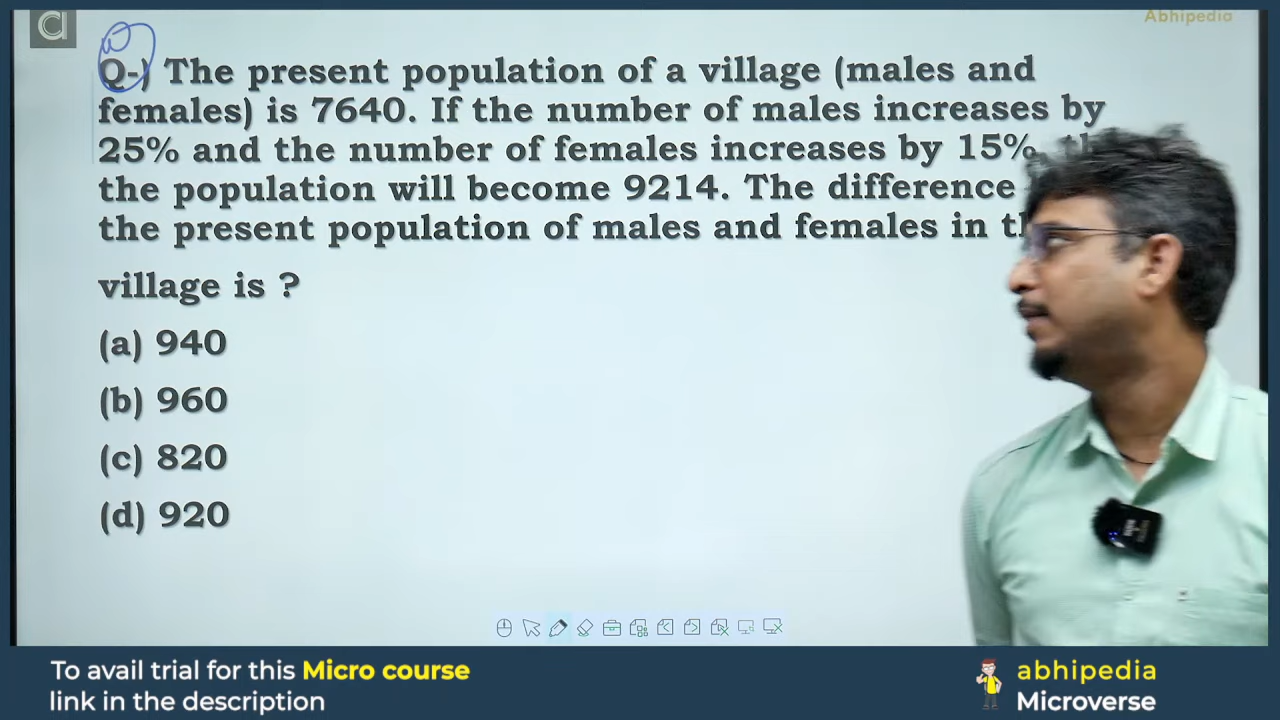 Abhipedia
Q-) The present population of a village (males and
females) is 7640. If the number of males increases by
25% and the number of females increases by 15%,
the population will become 9214. The difference
the present population of males and females in
village is ?
(a) 940
(b) 960
(c) 820
(d) 920
To avail trial for this Micro course
link in the description
abhipedia
Microverse